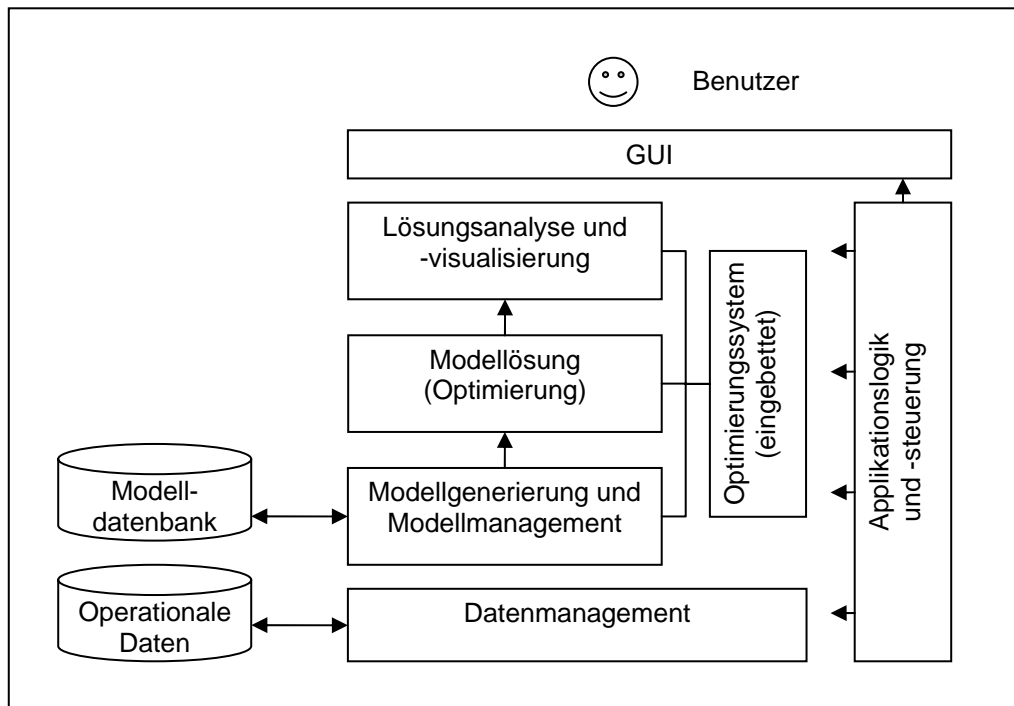 Benutzer
GUI
Lösungsanalyse und
-visualisierung
Modellösung
(Optimierung)
Modellgenerierung und
Modellmanagement
Datenmanagement
Modell-
datenbank
Operationale
Daten
Optimierungssystem
(eingebettet)
Applikationslogik
und -steuerung